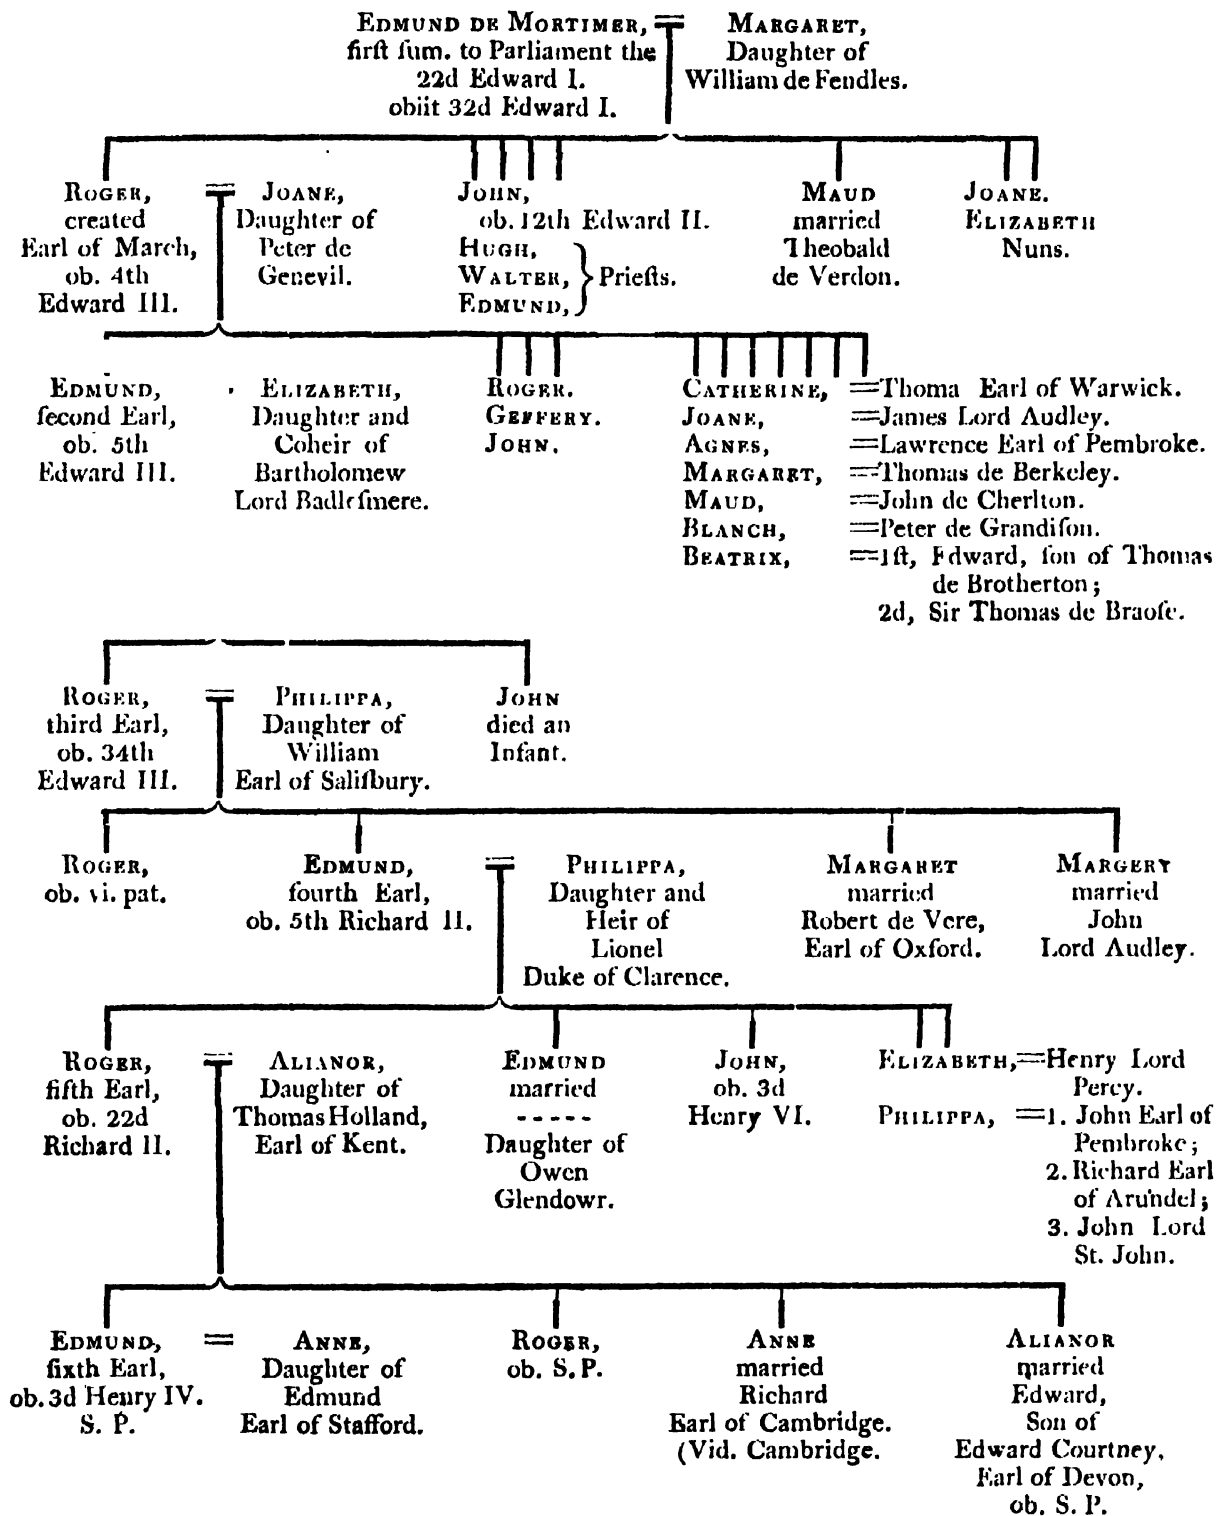 EDMUND DE MORTIMER,
firſt ſum. to Parliament the
22d Edward I.
obiit 32d Edward I.
MARGARET,
Daughter of
William de Fendles.
ROGER,
created
Earl of March,
ob. 4th
Edward III.
JOANE,
Daughter of
Peter de
Genevil.
JOHN,
ob. 12th Edward II.
HUGH,
WALTER,
EDMUND,
Prieſts.
MAUD
married
Theobald
de Verdon.
JOANE.
ELIZABETH
Nuns.
EDMUND,
ſecond Earl,
ob. 5th
Edward III.
ELIZABETH,
Daughter and
Coheir of
Bartholomew
Lord Badleſmere.
ROGER.
GEFFERY.
JOHN.
CATHERINE, =Thoma Earl of Warwick.
JOANE, =James Lord Audley.
AGNES, =Lawrence Earl of Pembroke.
MARGARET, =Thomas de Berkeley.
MAUD, =John de Cherlton.
BLANCH, =Peter de Grandiſon.
BEATRIX, =1ſt, Edward, ſon of Thomas
de Brotherton;
2d, Sir Thomas de Braoſe.
ROGER,
third Earl,
ob. 34th
Edward III.
=
PHILIPPA,
Daughter of
William
Earl of Saliſbury.
JOHN
died an
Infant.
ROGER,
ob. vi. pat.
EDMUND,
fourth Earl,
ob. 5th Richard II.
=
PHILIPPA,
Daughter and
Heir of
Lionel
Duke of Clarence.
MARGARET
married
Robert de Vere,
Earl of Oxford.
MARGERY
married
John
Lord Audley.
ROGER,
fifth Earl,
ob. 22d
Richard II.
=
ALIANOR,
Daughter of
Thomas Holland,
Earl of Kent.
EDMUND
married
-----
Daughter of
Owen
Glendowr.
JOHN,
ob. 3d
Henry VI.
ELIZABETH,=Henry Lord
Percy.
PHILIPPA, =1. John Earl of
Pembroke;
2. Richard Earl
of Arundel;
3. John Lord
St. John.
EDMUND,
ſixth Earl,
ob. 3d Henry IV.
S. P.
=
ANNE,
Daughter of
Edmund
Earl of Stafford.
ROGER,
ob. S. P.
ANNE
married
Richard
Earl of Cambridge.
(Vid. Cambridge.
ALIANOR
married
Edward,
Son of
Edward Courtney,
Earl of Devon,
ob. S. P.